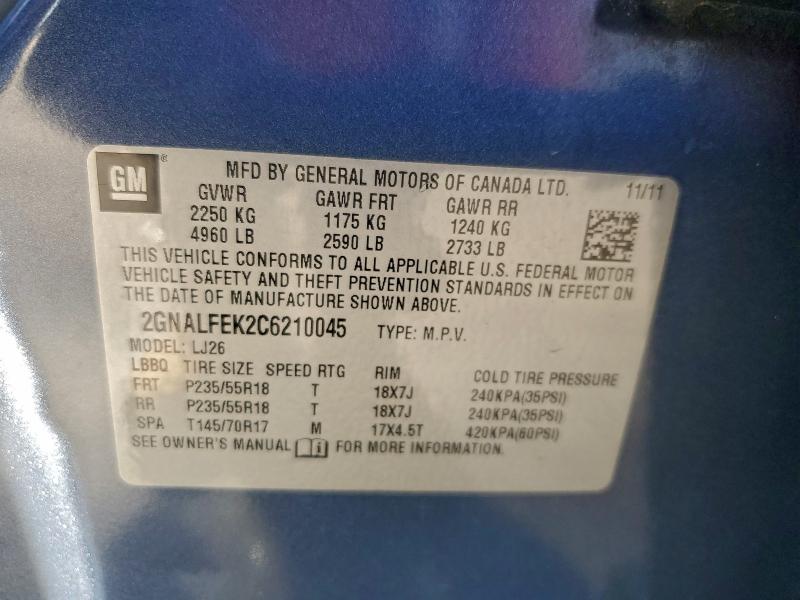 GM ®
MFD BY GENERAL MOTORS OF CANADA LTD. 11/11
GVWR GAWR FRT GAWR RR
2250 KG 1175 KG 1240 KG
4960 LB 2590 LB 2733 LB
THIS VEHICLE CONFORMS TO ALL APPLICABLE U.S. FEDERAL MOTOR
VEHICLE SAFETY AND THEFT PREVENTION STANDARDS IN EFFECT ON
THE DATE OF MANUFACTURE SHOWN ABOVE.
2GNALFEK2C6210045 TYPE: M.P.V.
MODEL: LJ26
LBBQ TIRE SIZE SPEED RTG RIM COLD TIRE PRESSURE
FRT P235/55R18 T 18X7J 240KPA(35PSI)
RR P235/55R18 T 18X7J 240KPA(35PSI)
SPA T145/70R17 M 17X4.5T 420KPA(60PSI)
SEE OWNER'S MANUAL FOR MORE INFORMATION.